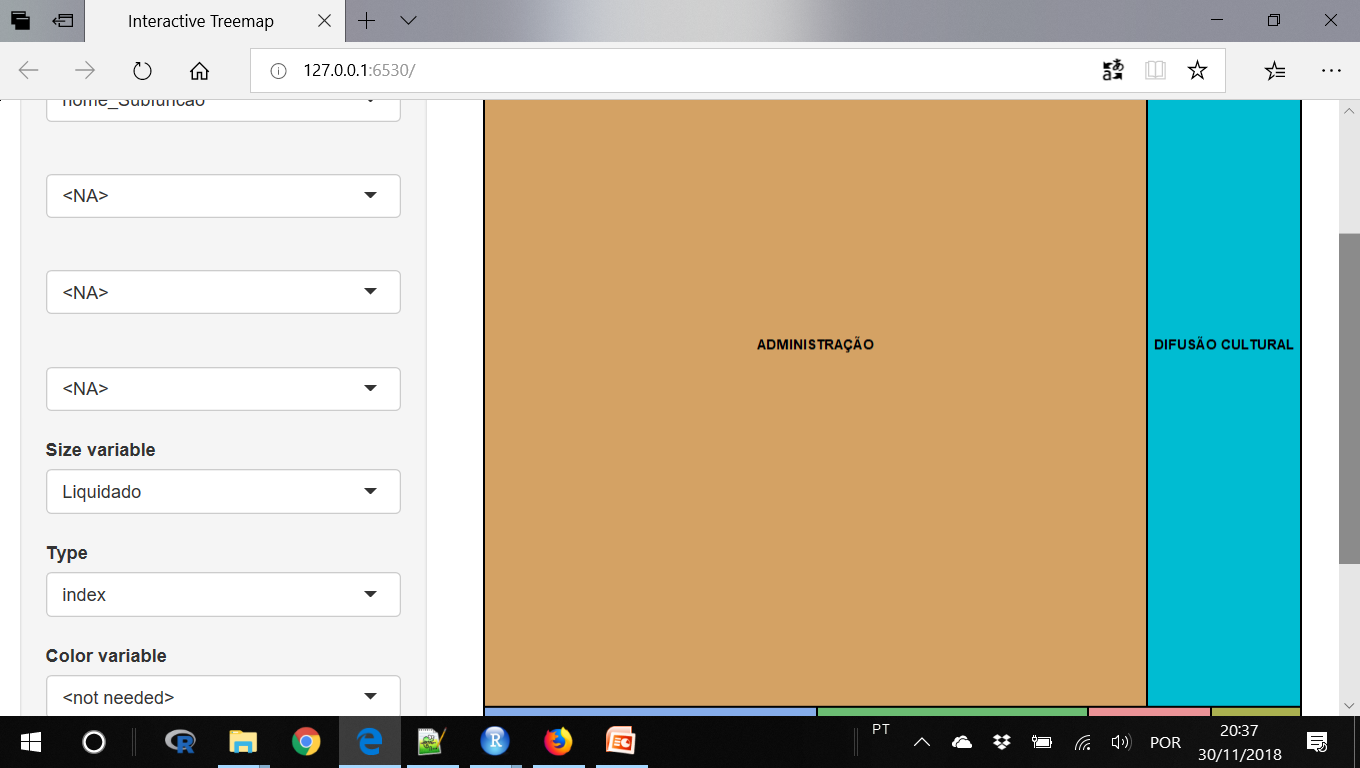 Interactive Treemap
127.0.0.1:6530/
nome_Subfuncao
<NA>
<NA>
<NA>
Size variable
Liquidado
Type
index
Color variable
<not needed>
ADMINISTRAÇÃO
DIFUSÃO CULTURAL
PT
POR
20:37
30/11/2018